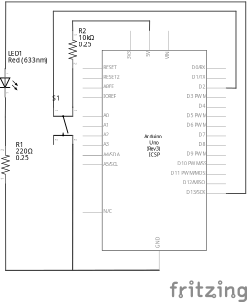 R2
10kΩ
0.25
LED1
Red (633nm)
S1
R1
220Ω
0.25
3V3
5V
VIN
RESET
RESET2
AREF
IOREF
A0
A1
A2
A3
A4/SDA
A5/SCL
N/C
Arduino
Uno
(Rev3)
ICSP
D0/RX
D1/TX
D2
D3 PWM
D4
D5 PWM
D6 PWM
D7
D8
D9 PWM
D10 PWM/SS
D11 PWM/MOSI
D12/MISO
D13/SCK
GND
fritzing